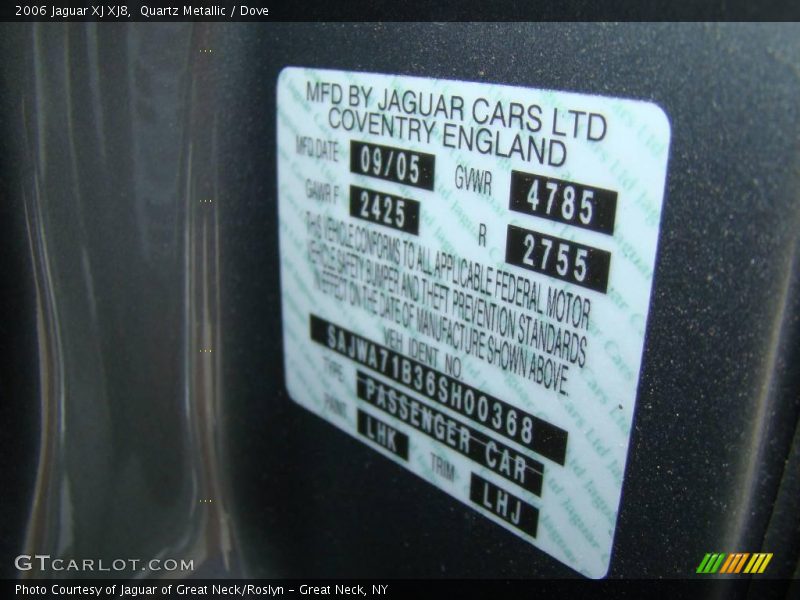 2006 Jaguar XJ XJ8, Quartz Metallic / Dove
MFD BY JAGUAR CARS LTD
COVENTRY ENGLAND
MFD DATE 09/05 GVWR 4785
GAWR F 2425 R 2755
THIS VEHICLE CONFORMS TO ALL APPLICABLE FEDERAL MOTOR
VEHICLE SAFETY BUMPER AND THEFT PREVENTION STANDARDS
IN EFFECT ON THE DATE OF MANUFACTURE SHOWN ABOVE.
VEH IDENT NO
SAJWA71B36SH00368
TYPE PASSENGER CAR
PAINT LHK TRIM LHJ
GTCARLOT.COM
Photo Courtesy of Jaguar of Great Neck/Roslyn - Great Neck, NY